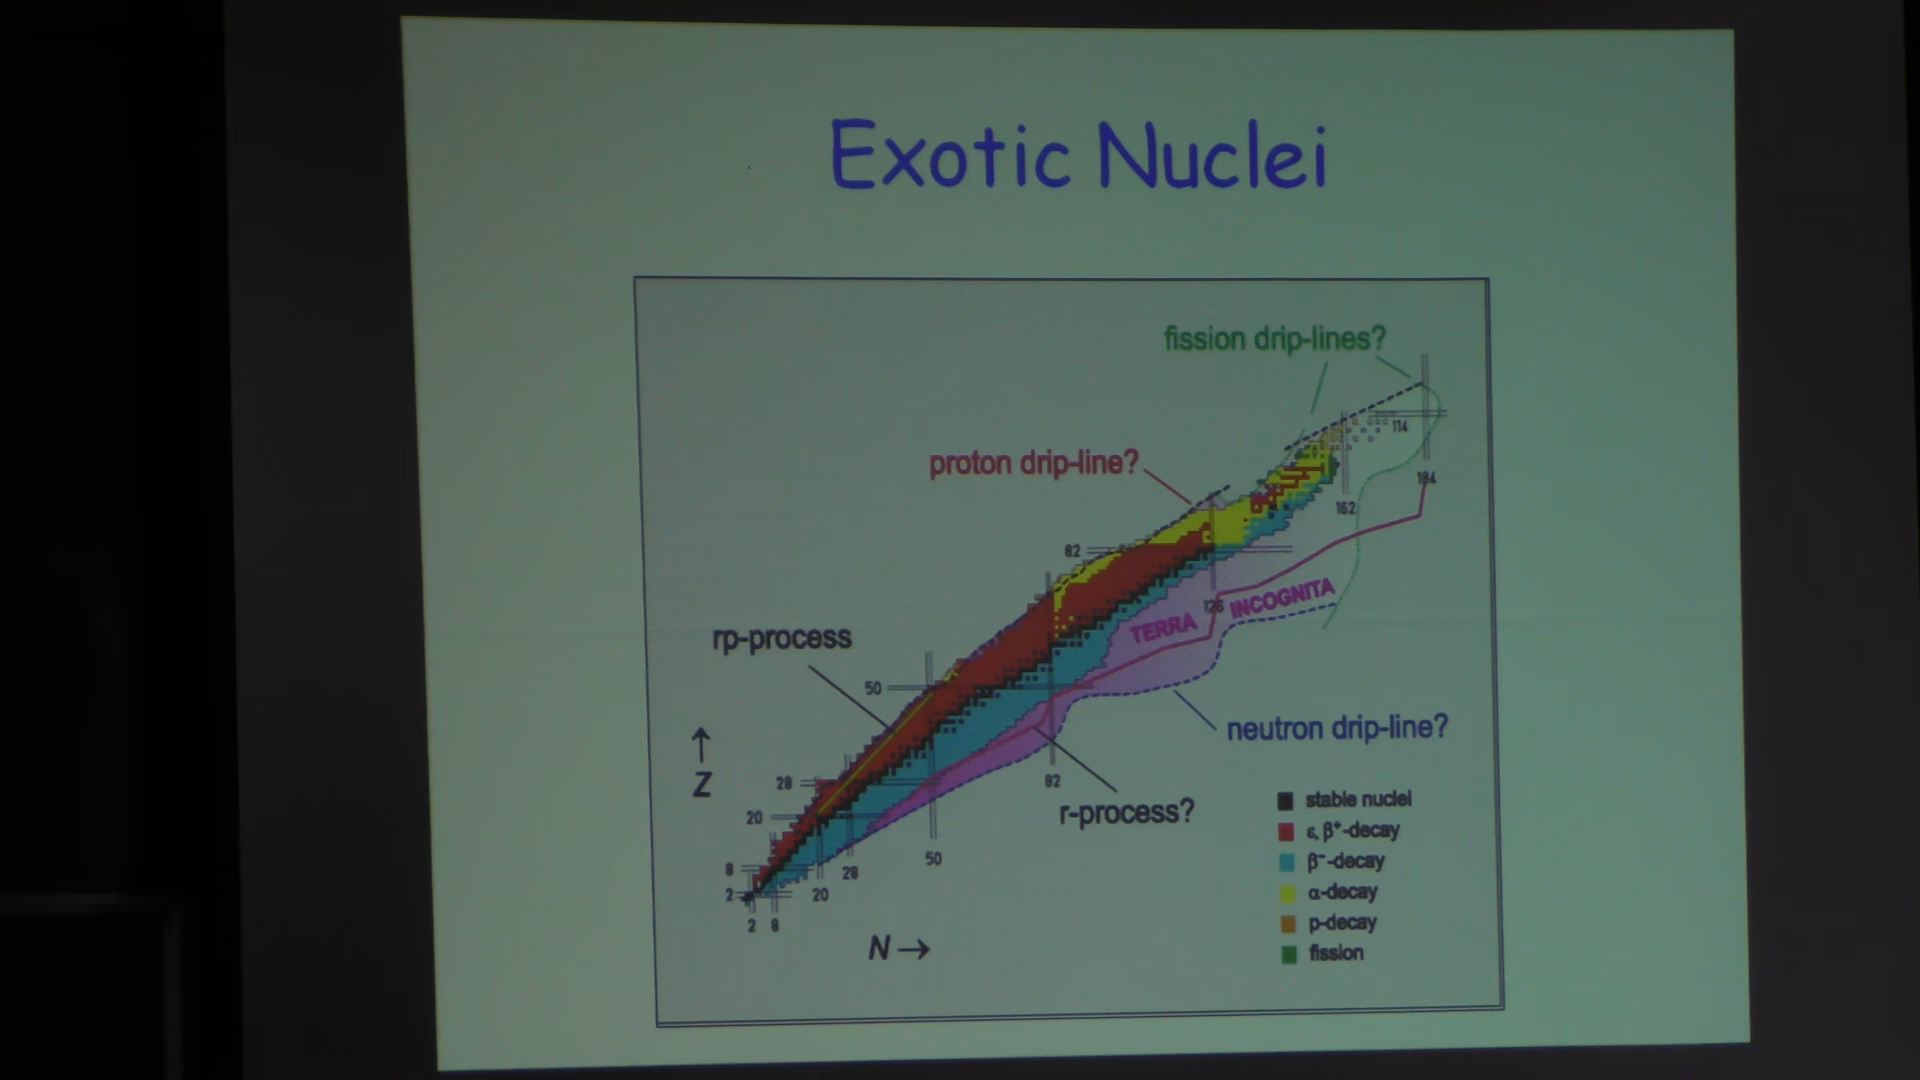 Exotic Nuclei
fission drip-lines?
114
proton drip-line?
184
152
82
126
TERRA INCOGNITA
rp-process
50
neutron drip-line?
Z
28
82
stable nuclei
r-process?
20
ε, β⁺-decay
50
β⁻-decay
8
28
2
20
α-decay
2 8
p-decay
N →
fission